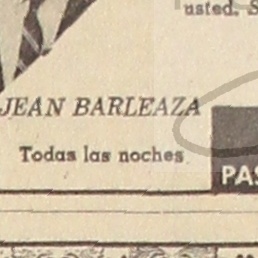 usted. S
JEAN BARLEAZA
Todas las noches
PAS